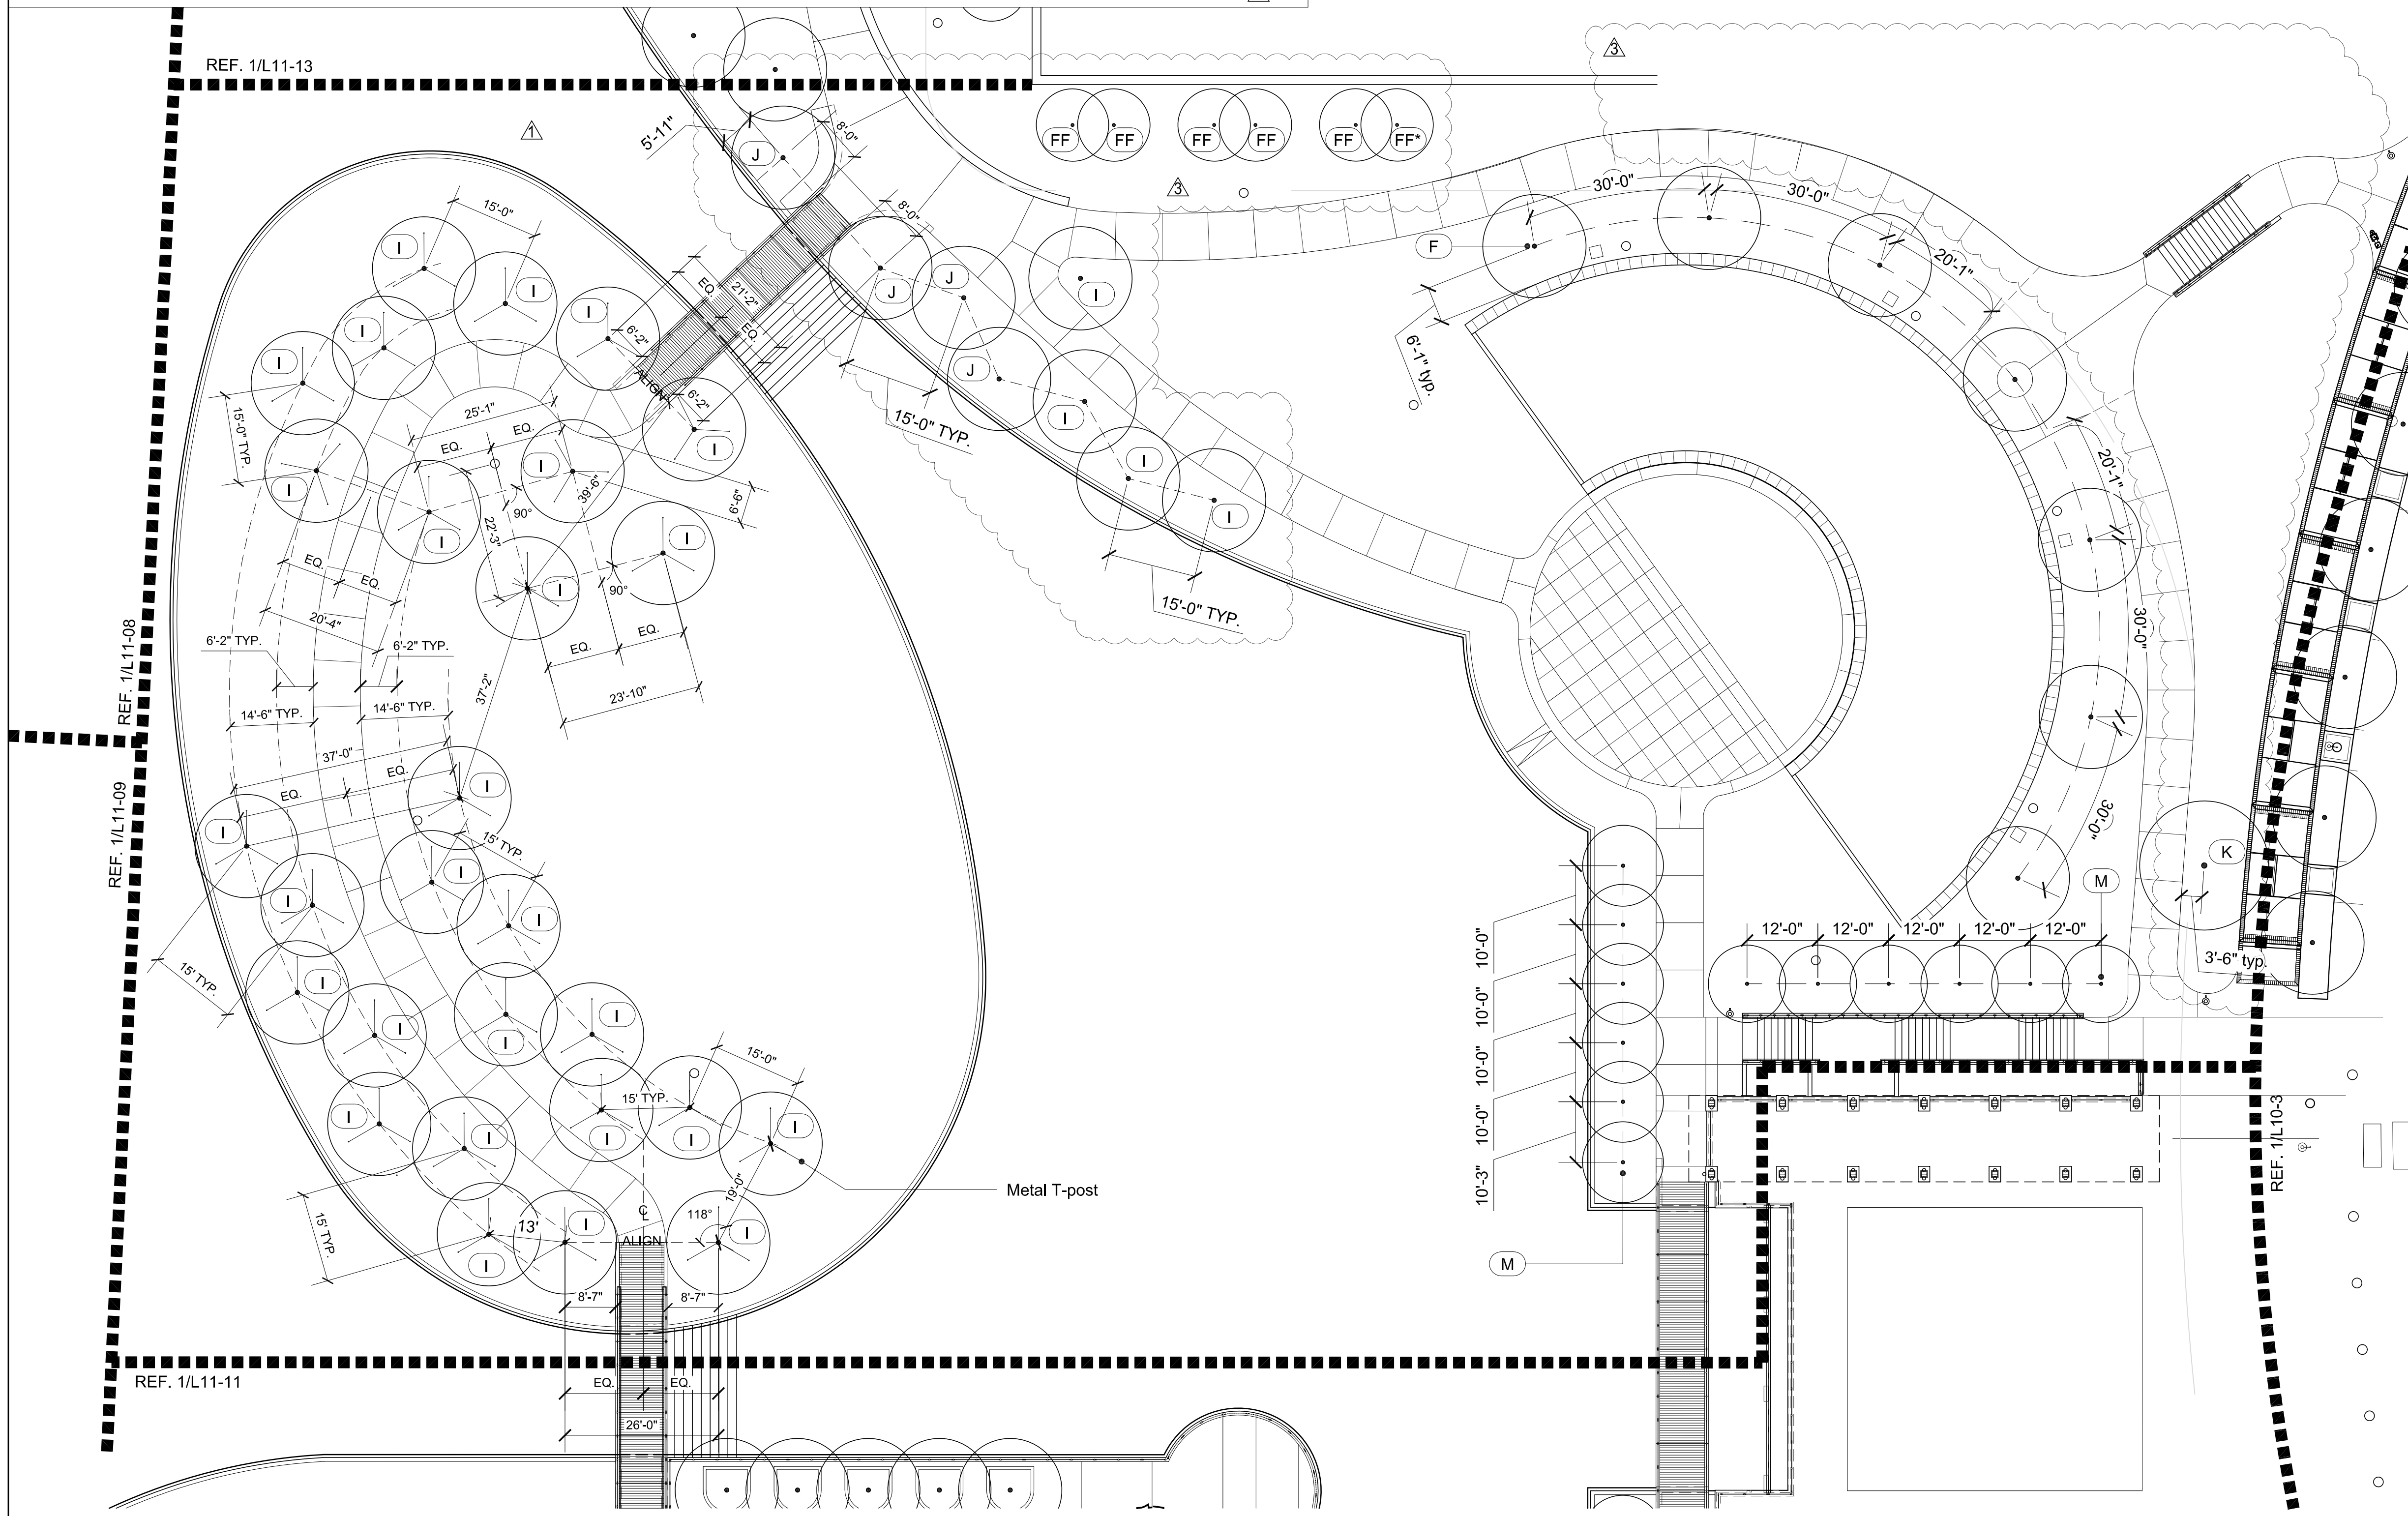 REF. 1/L11-13
1
3
3
5'-11"
8'-0"
J
FF
FF
FF
FF
FF
FF*
8'-0"
15'-0"
I
I
I
I
I
EQ.
21'-2"
EQ.
6'-2"
ALIGN
6'-2"
J
J
J
I
I
I
I
I
15'-0" TYP.
15'-0" TYP.
F
30'-0"
30'-0"
20'-1"
20'-1"
30'-0"
30'-0"
6'-1" typ.
15'-0" TYP.
25'-1"
EQ.
EQ.
I
I
I
39'-6"
90°
22'-3"
6'-6"
I
I
90°
EQ.
EQ.
20'-4"
EQ.
EQ.
23'-10"
6'-2" TYP.
6'-2" TYP.
14'-6" TYP.
14'-6" TYP.
37'-2"
37'-0"
EQ.
EQ.
REF. 1/L11-08
REF. 1/L11-09
I
I
15' TYP.
I
I
I
15' TYP.
I
I
I
I
15'-0"
15' TYP.
I
I
I
I
I
19'-0"
Metal T-post
118°
15' TYP.
13'
I
I
I
℄
ALIGN
8'-7"
8'-7"
REF. 1/L11-11
EQ.
EQ.
26'-0"
10'-0"
10'-0"
10'-0"
10'-0"
10'-3"
M
M
12'-0"
12'-0"
12'-0"
12'-0"
12'-0"
K
3'-6" typ.
REF. 1/L10-3